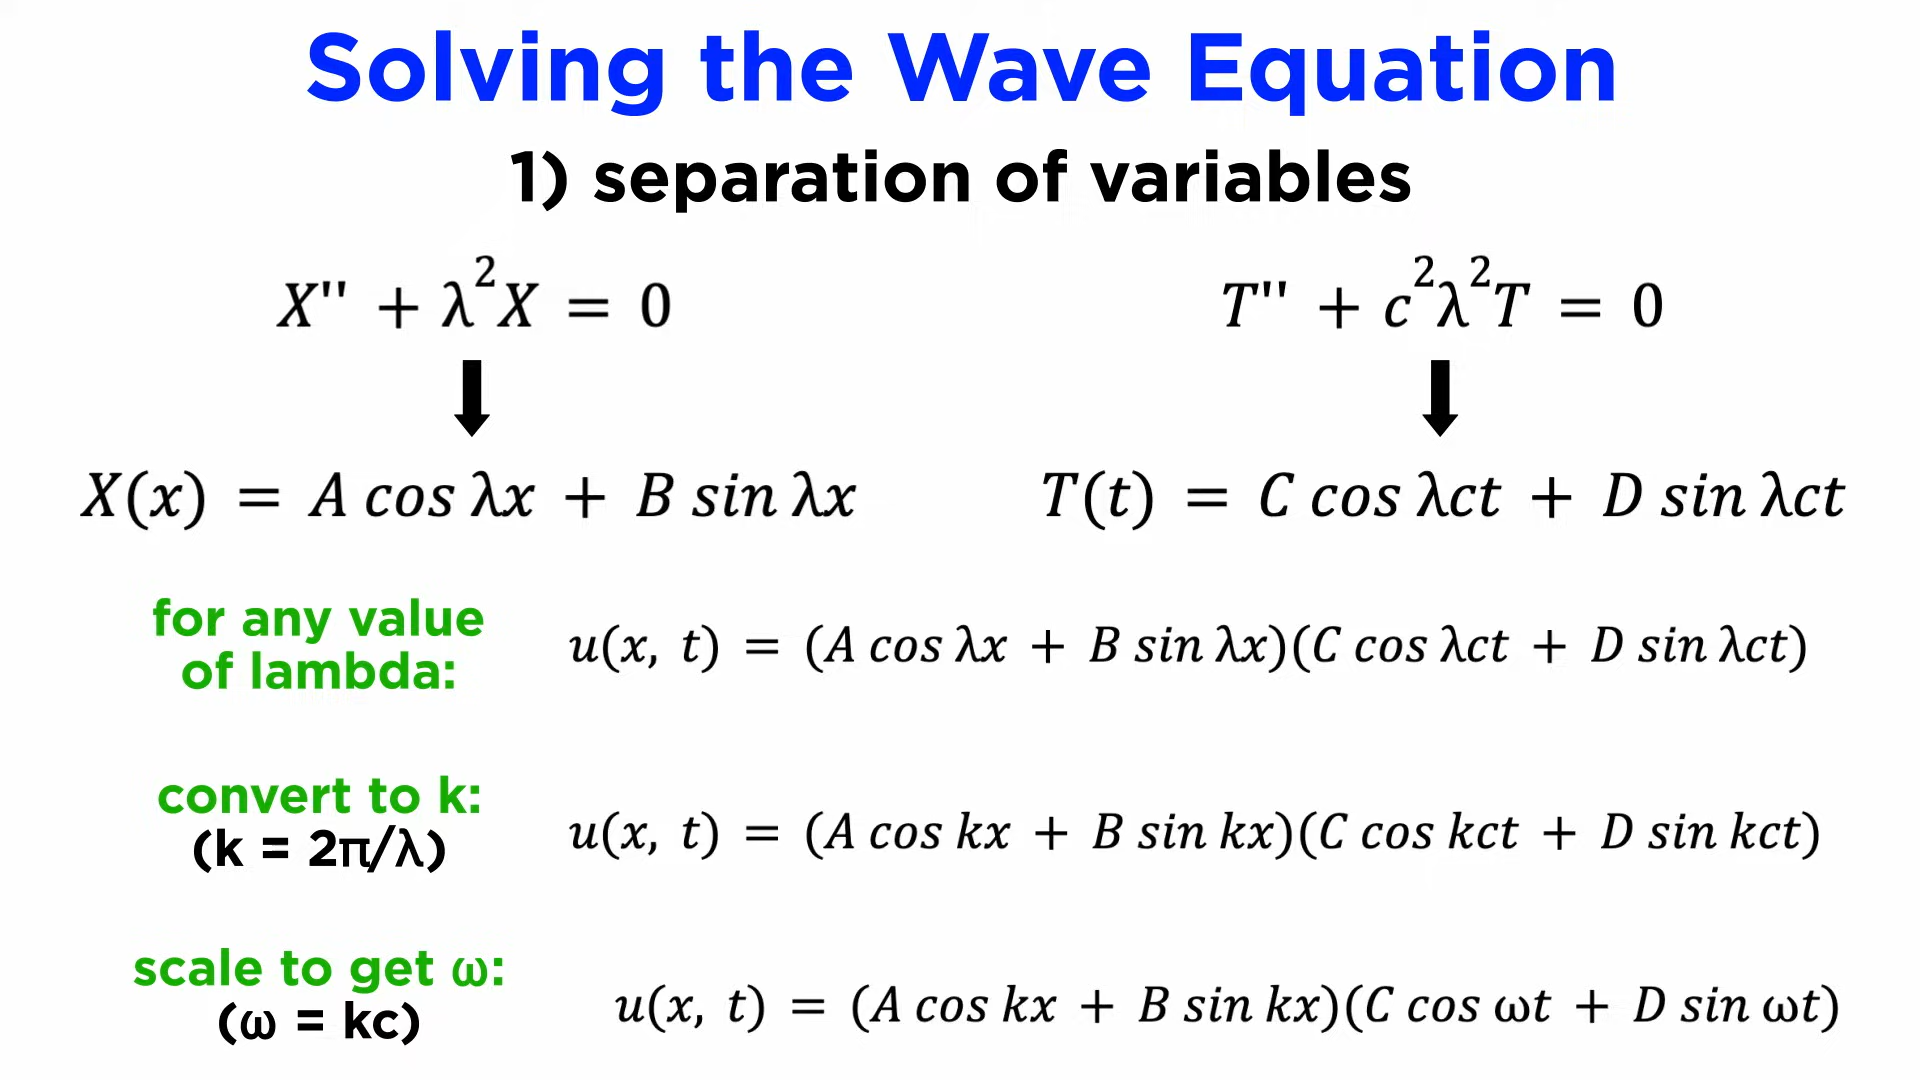 Solving the Wave Equation
1) separation of variables
X'' + λ²X = 0
T'' + c²λ²T = 0
X(x) = A cos λx + B sin λx
T(t) = C cos λct + D sin λct
for any value
of lambda:
u(x, t) = (A cos λx + B sin λx)(C cos λct + D sin λct)
convert to k:
(k = 2π/λ)
u(x, t) = (A cos kx + B sin kx)(C cos kct + D sin kct)
scale to get ω:
(ω = kc)
u(x, t) = (A cos kx + B sin kx)(C cos ωt + D sin ωt)